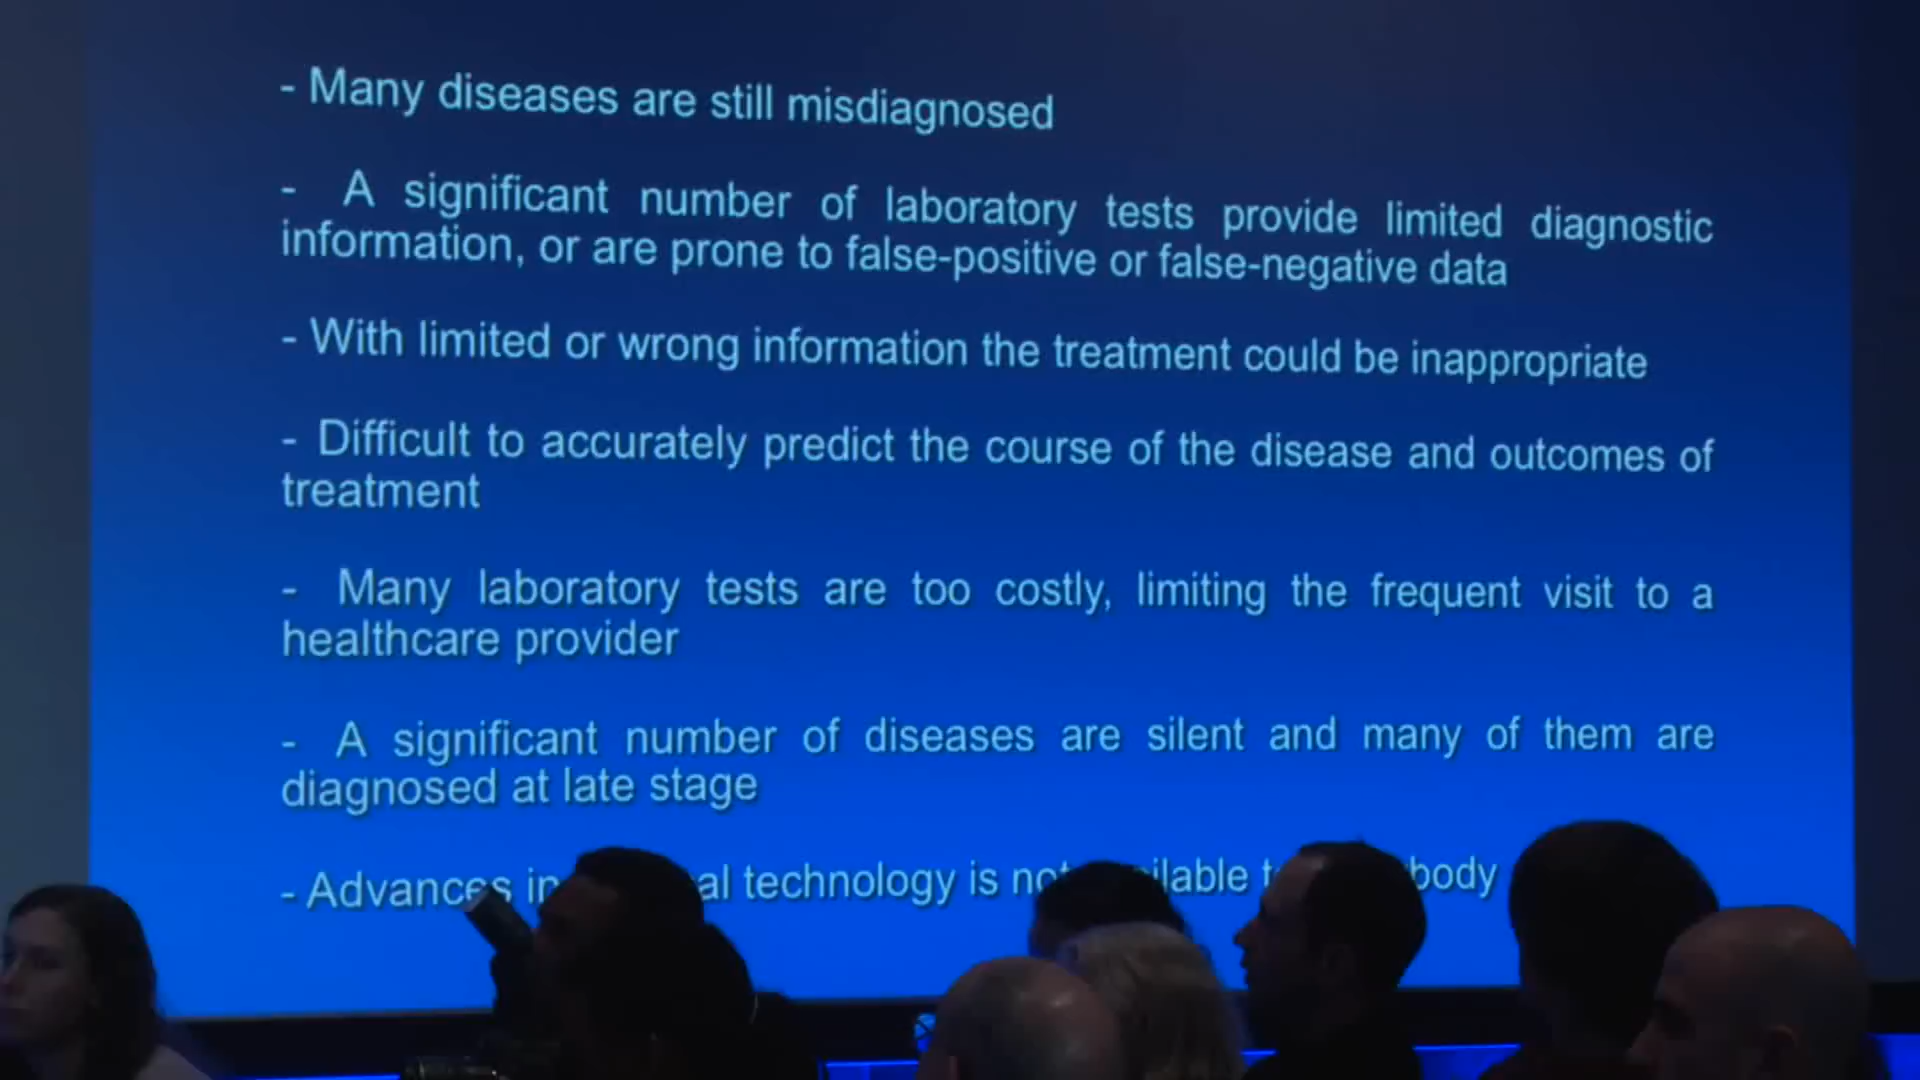 - Many diseases are still misdiagnosed
- A significant number of laboratory tests provide limited diagnostic
information, or are prone to false-positive or false-negative data
- With limited or wrong information the treatment could be inappropriate
- Difficult to accurately predict the course of the disease and outcomes of
treatment
- Many laboratory tests are too costly, limiting the frequent visit to a
healthcare provider
- A significant number of diseases are silent and many of them are
diagnosed at late stage
- Advances in technology is